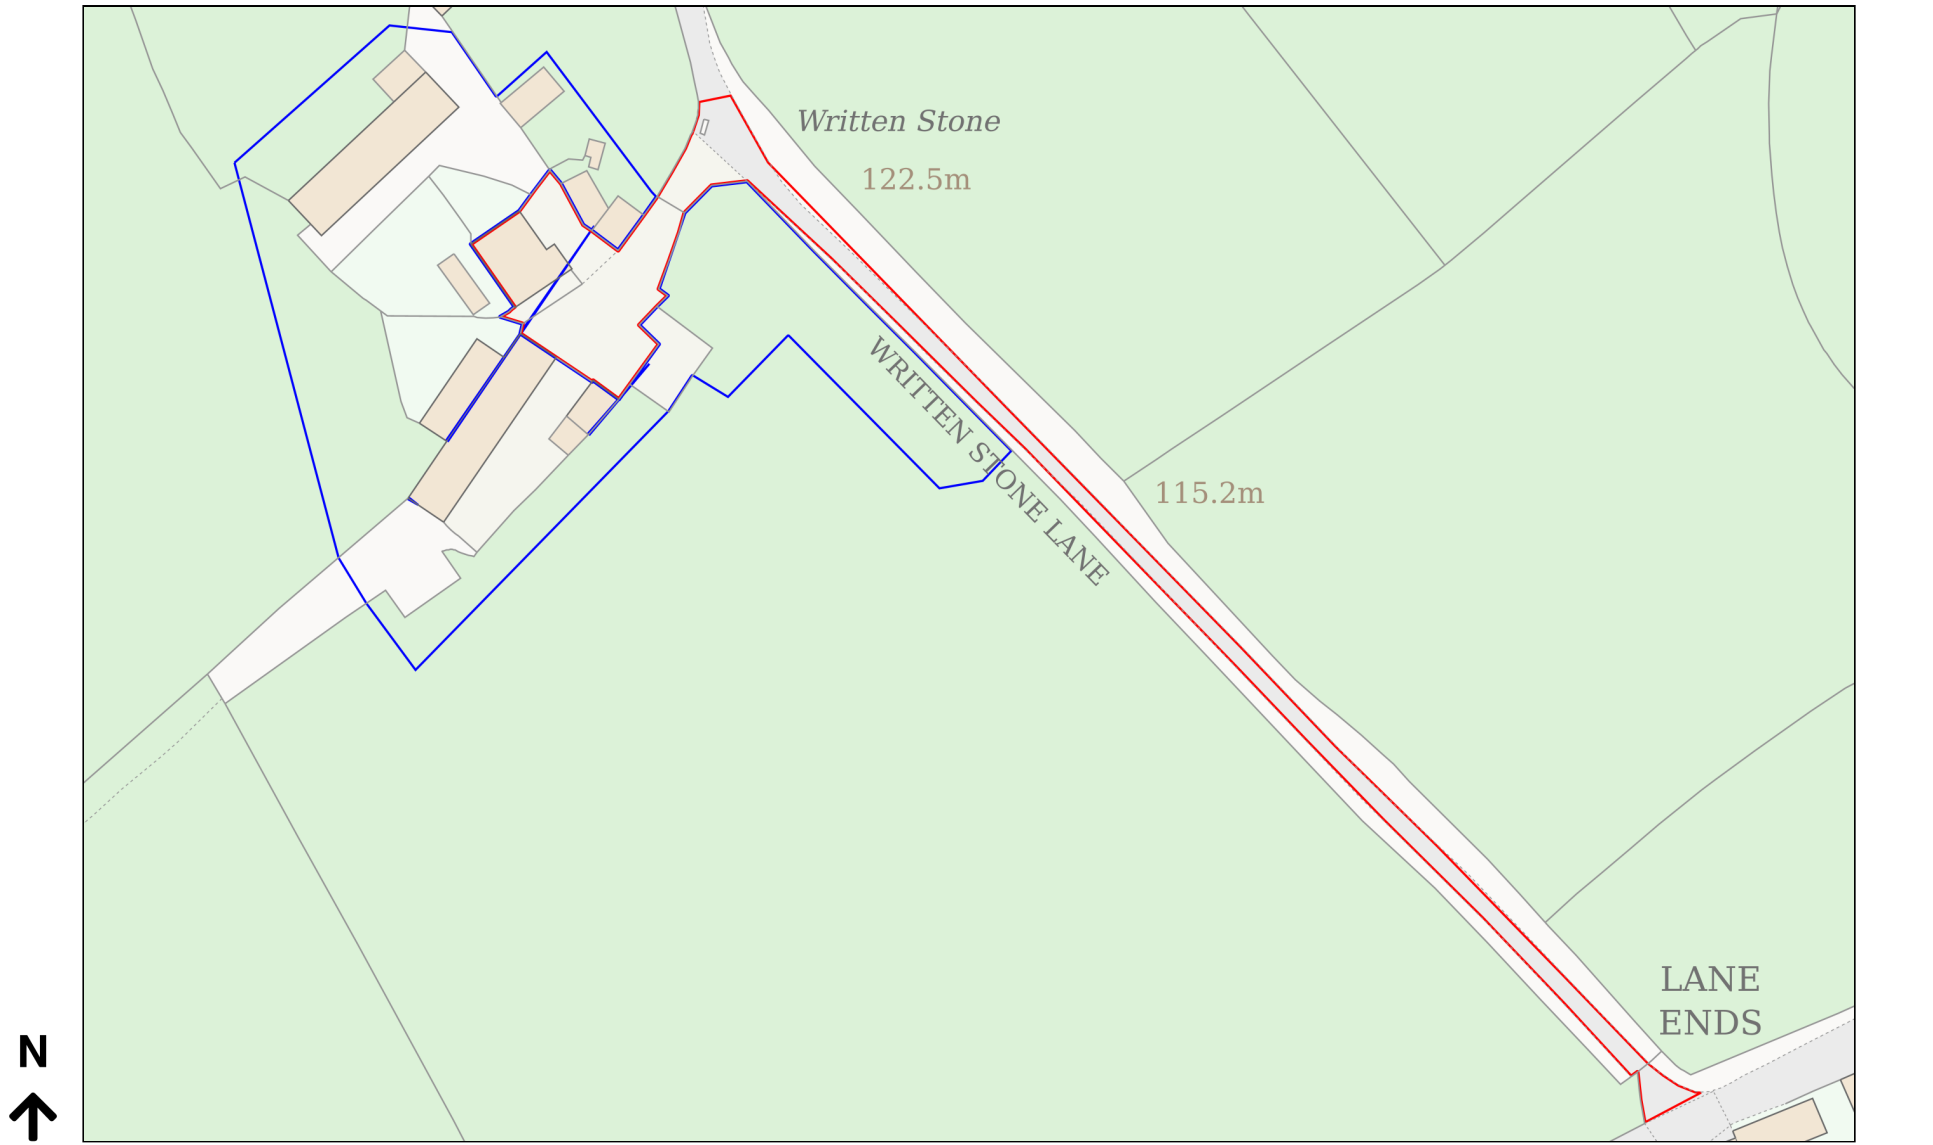 Written Stone
122.5m
WRITTEN STONE LANE
115.2m
LANE
ENDS
N